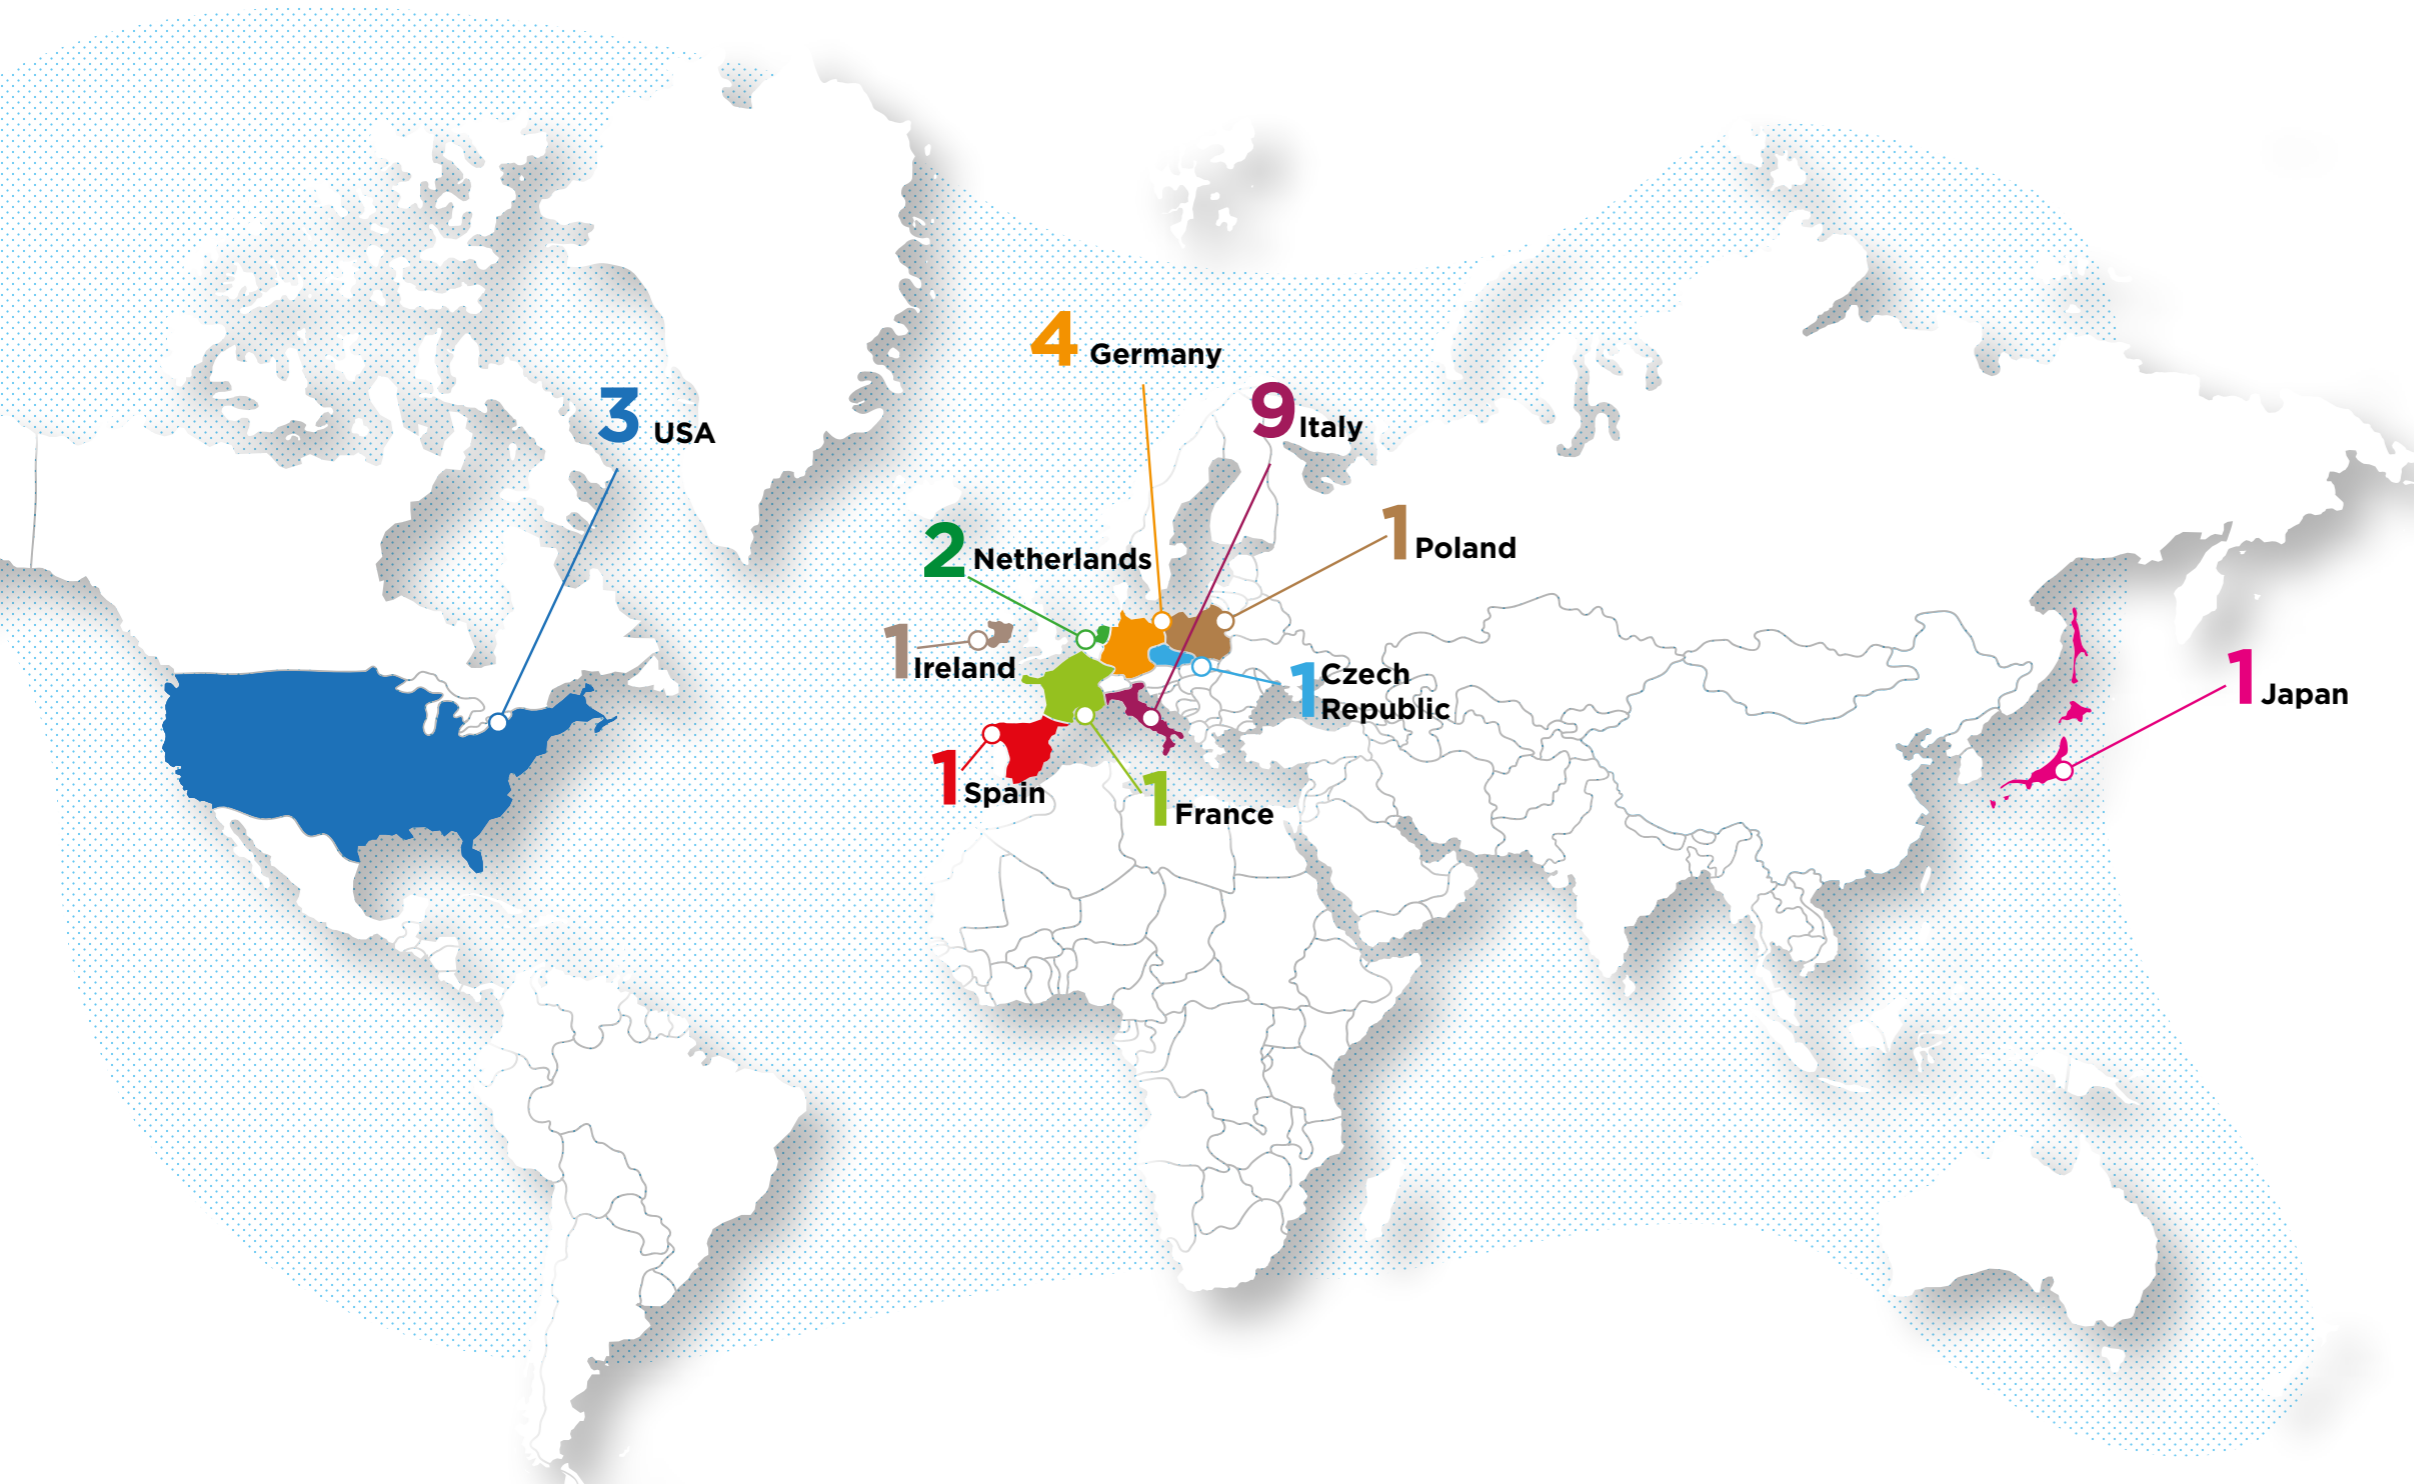 4 Germany
3 USA
9 Italy
2 Netherlands
1 Poland
1 Ireland
1 Czech
Republic
1 Japan
1 Spain
1 France